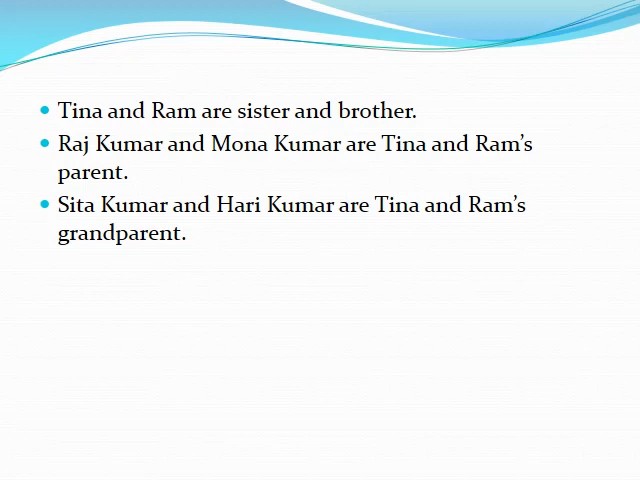 Tina and Ram are sister and brother.
Raj Kumar and Mona Kumar are Tina and Ram’s
parent.
Sita Kumar and Hari Kumar are Tina and Ram’s
grandparent.